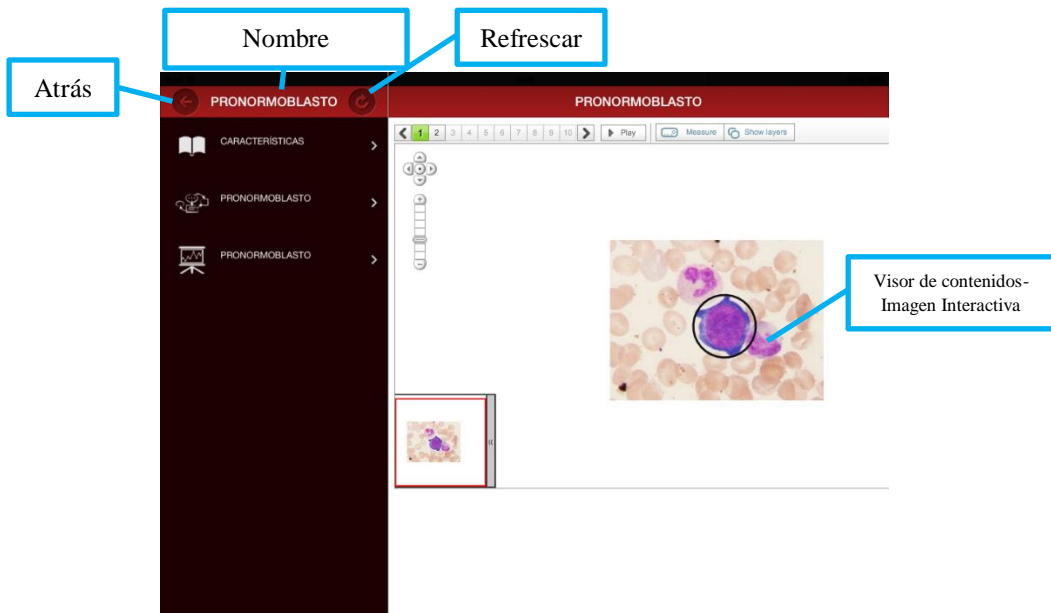 Nombre
Refrescar
Atrás
PRONORMOBLASTO
PRONORMOBLASTO
CARACTERÍSTICAS
PRONORMOBLASTO
PRONORMOBLASTO
1 2 3 4 5 6 7 8 9 10 Play Measure Show layers
Visor de contenidos-
Imagen Interactiva